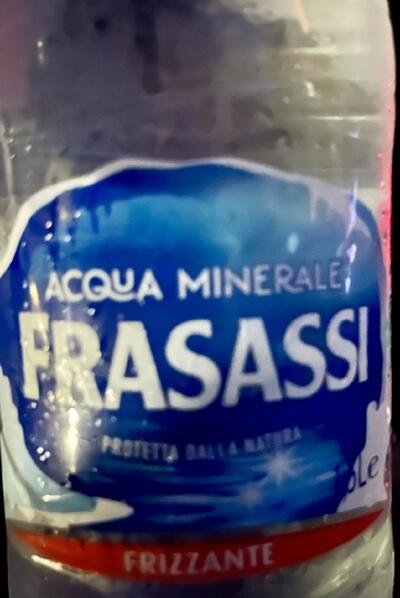 ACQUA MINERALE
FRASASSI
PROTETTA DALLA NATURA
FRIZZANTE